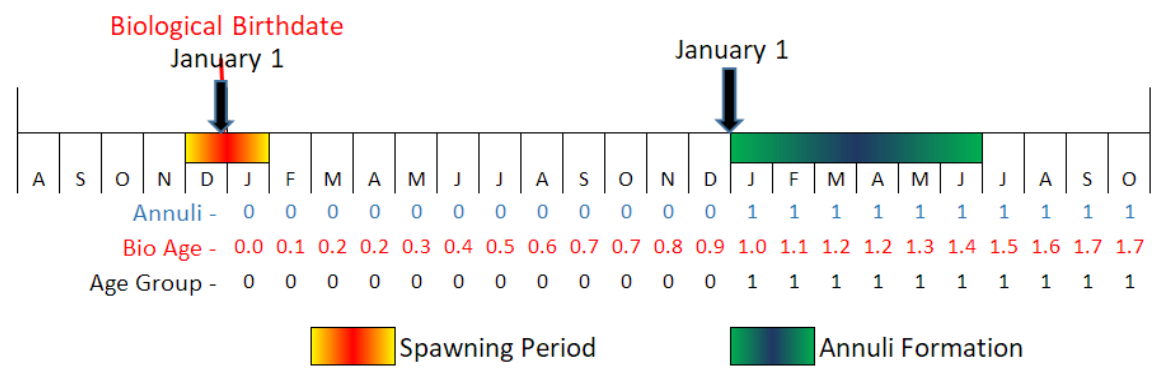 Biological Birthdate
January 1
January 1
A S O N D J F M A M J J A S O N D J F M A M J J A S O
Annuli - 0 0 0 0 0 0 0 0 0 0 0 0 1 1 1 1 1 1 1 1 1 1
Bio Age - 0.0 0.1 0.2 0.2 0.3 0.4 0.5 0.6 0.7 0.7 0.8 0.9 1.0 1.1 1.2 1.2 1.3 1.4 1.5 1.6 1.7 1.7
Age Group - 0 0 0 0 0 0 0 0 0 0 0 0 1 1 1 1 1 1 1 1 1 1
Spawning Period
Annuli Formation